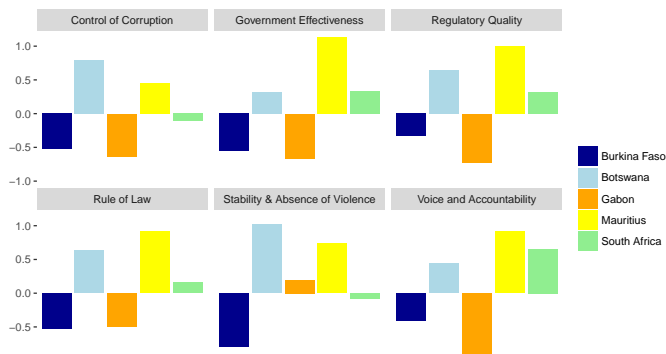 Control of Corruption
Government Effectiveness
Regulatory Quality
1.0
0.5
0.0
−0.5
−1.0
Rule of Law
Stability & Absence of Violence
Voice and Accountability
1.0
0.5
0.0
−0.5
Burkina Faso
Botswana
Gabon
Mauritius
South Africa